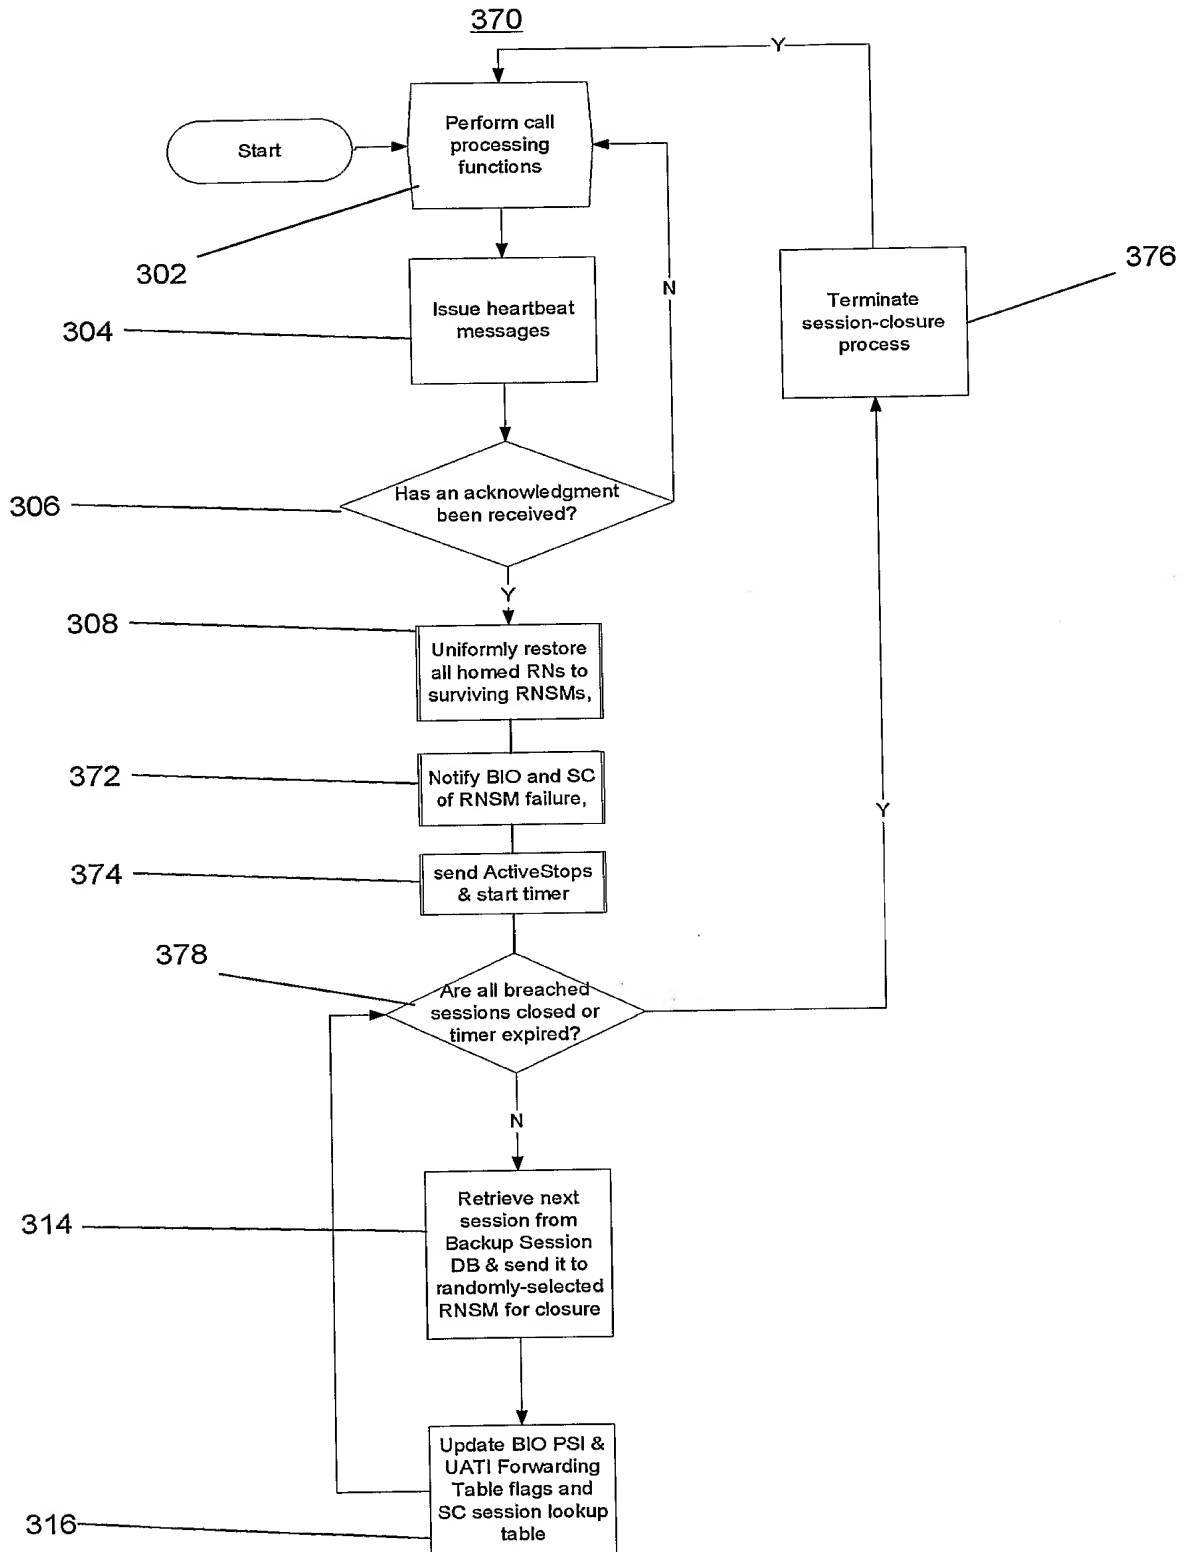 370
Y
Start
Perform call
processing
functions
302
N
376
Terminate
session-closure
process
304
Issue heartbeat
messages
306
Has an acknowledgment
been received?
Y
308
Uniformly restore
all homed RNs to
surviving RNSMs,
372
Notify BIO and SC
of RNSM failure,
Y
374
send ActiveStops
& start timer
378
Are all breached
sessions closed or
timer expired?
N
314
Retrieve next
session from
Backup Session
DB & send it to
randomly-selected
RNSM for closure
316
Update BIO PSI &
UATI Forwarding
Table flags and
SC session lookup
table